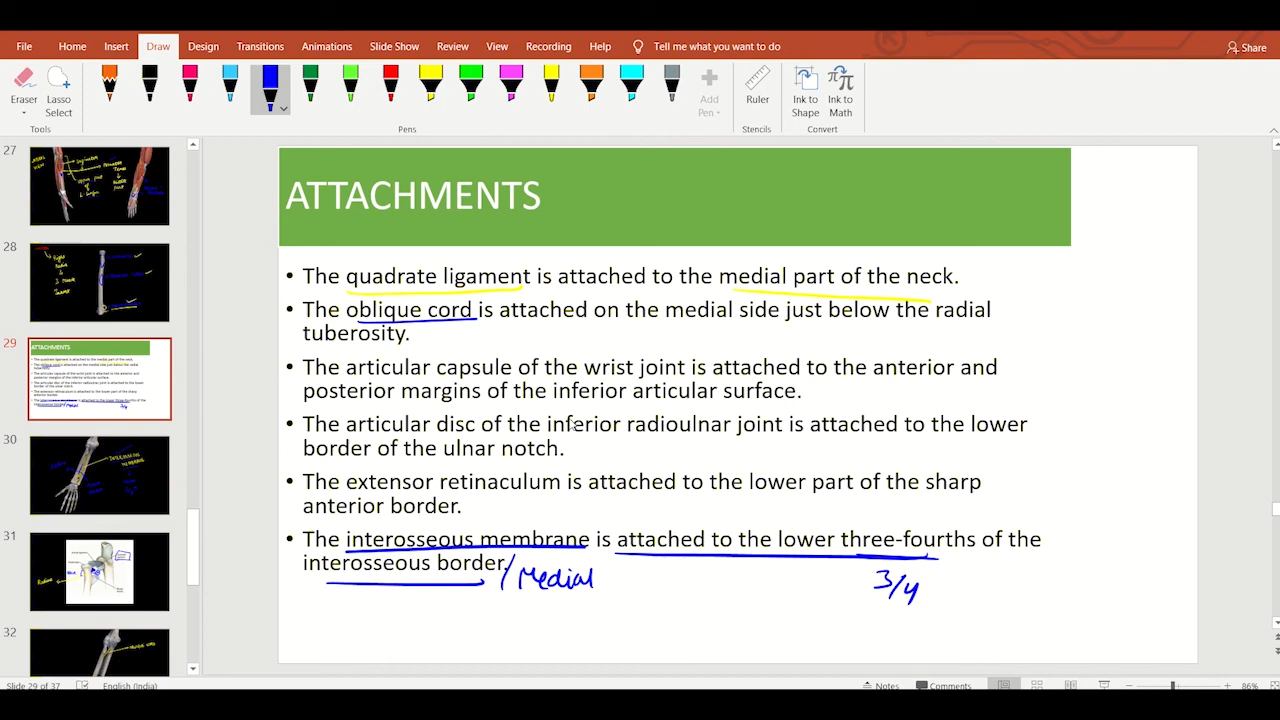 File Home Insert Draw Design Transitions Animations Slide Show Review View Recording Help Tell me what you want to do Share
Eraser Lasso Select Add Pen Ruler Ink to Shape Ink to Math
Tools Pens Stencils Convert
27
28
29
30
31
32
ATTACHMENTS
• The quadrate ligament is attached to the medial part of the neck.
• The oblique cord is attached on the medial side just below the radial
tuberosity.
• The articular capsule of the wrist joint is attached to the anterior and
posterior margins of the inferior articular surface.
• The articular disc of the inferior radioulnar joint is attached to the lower
border of the ulnar notch.
• The extensor retinaculum is attached to the lower part of the sharp
anterior border.
• The interosseous membrane is attached to the lower three-fourths of the
interosseous border. / Medial
3/4
Slide 29 of 37 English (India) Notes Comments 86%